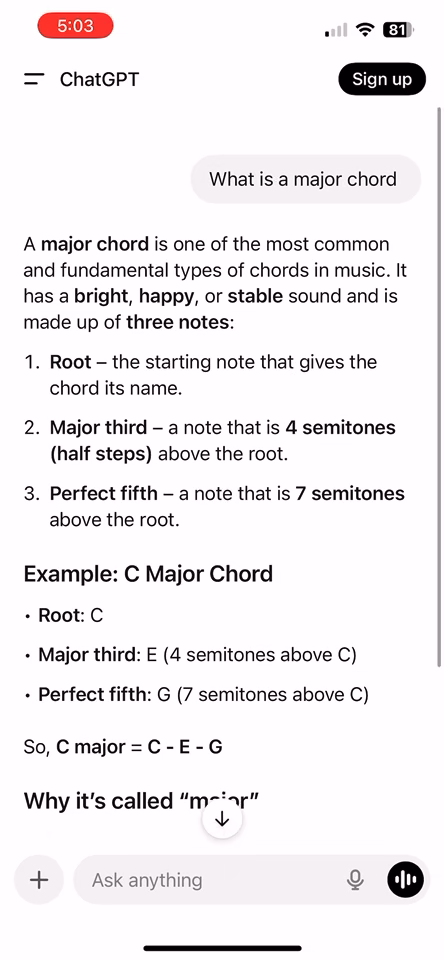 5:03
81
ChatGPT
Sign up
What is a major chord
A major chord is one of the most common
and fundamental types of chords in music. It
has a bright, happy, or stable sound and is
made up of three notes:
1. Root – the starting note that gives the
chord its name.
2. Major third – a note that is 4 semitones
(half steps) above the root.
3. Perfect fifth – a note that is 7 semitones
above the root.
Example: C Major Chord
• Root: C
• Major third: E (4 semitones above C)
• Perfect fifth: G (7 semitones above C)
So, C major = C - E - G
Why it's called “major”
Ask anything